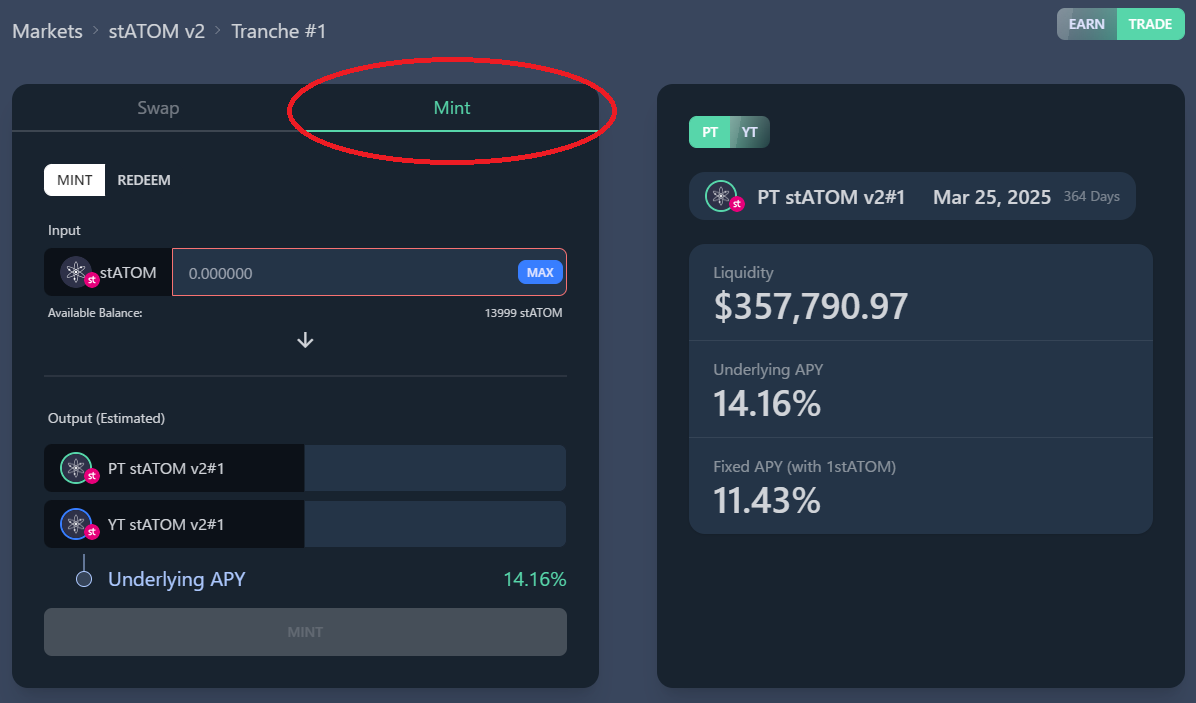 Markets > stATOM v2 > Tranche #1
EARN TRADE
Swap Mint
MINT REDEEM
Input
st stATOM 0.000000 MAX
Available Balance: 13999 stATOM
Output (Estimated)
st PT stATOM v2#1
st YT stATOM v2#1
Underlying APY 14.16%
MINT
PT YT
st PT stATOM v2#1 Mar 25, 2025 364 Days
Liquidity
$357,790.97
Underlying APY
14.16%
Fixed APY (with 1stATOM)
11.43%